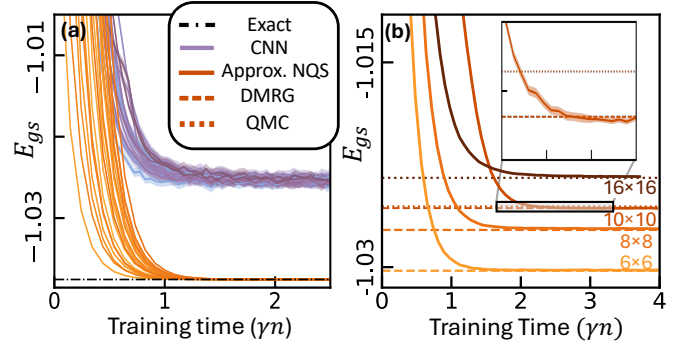 (a)
Exact
CNN
Approx. NQS
DMRG
QMC
−1.01
−1.03
E_gs
0
1
2
Training time (γn)
(b)
−1.015
−1.03
E_gs
16×16
10×10
8×8
6×6
0
1
2
3
4
Training Time (γn)